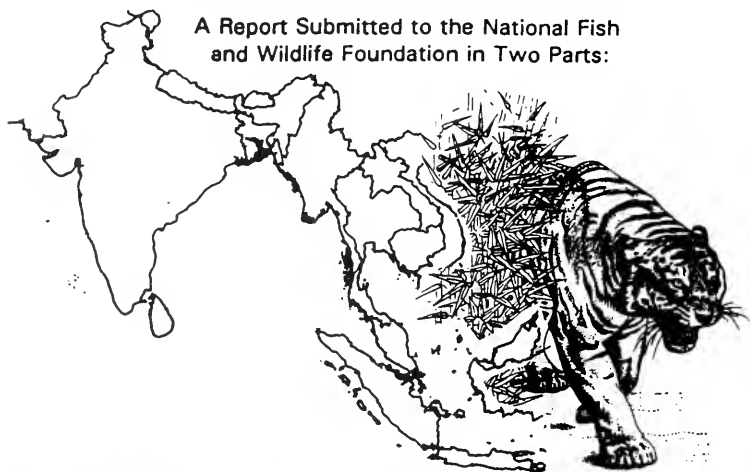 A Report Submitted to the National Fish
and Wildlife Foundation in Two Parts: